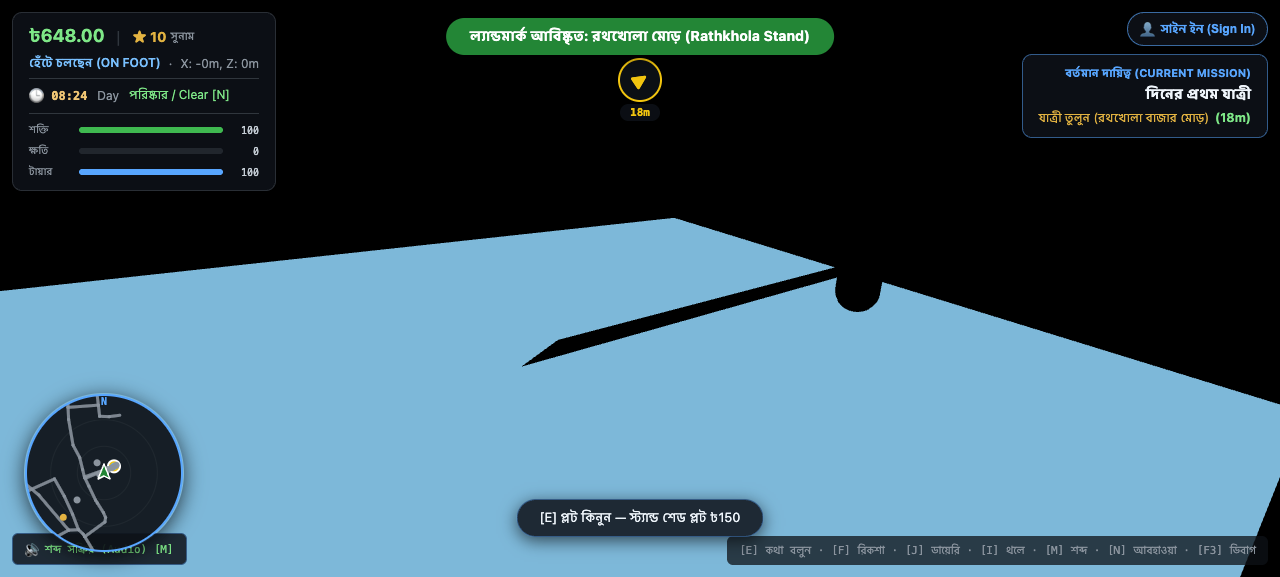 ৳648.00 | ⭐ 10 সুনাম
হেঁটে চলছেন (ON FOOT) · X: -0m, Z: 0m
08:24 Day পরিষ্কার / Clear [N]
শক্তি 100
ক্ষতি 0
টায়ার 100
ল্যান্ডমার্ক আবিষ্কৃত: রথখোলা মোড় (Rathkhola Stand)
18m
সাইন ইন (Sign In)
বর্তমান দায়িত্ব (CURRENT MISSION)
দিনের প্রথম যাত্রী
যাত্রী তুলুন (রথখোলা বাজার মোড়) (18m)
N
[E] প্লট কিনুন — স্ট্যান্ড শেড প্লট ৳150
শব্দ [M]
[E] কথা বলুন · [F] রিকশা · [J] ডায়েরি · [I] থলে · [M] শব্দ · [N] আবহাওয়া · [F3] ডিবাগ